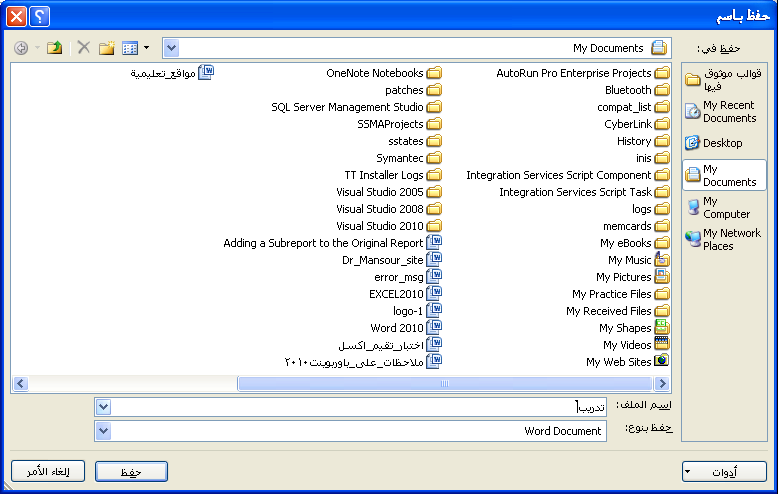 حفظ باسم
حفظ في:
My Documents
قوالب موثوق
فيها
My Recent
Documents
Desktop
My
Documents
My
Computer
My Network
Places
AutoRun Pro Enterprise Projects
Bluetooth
compat_list
CyberLink
History
inis
Integration Services Script Component
Integration Services Script Task
logs
memcards
My eBooks
My Music
My Pictures
My Practice Files
My Received Files
My Shapes
My Videos
My Web Sites
OneNote Notebooks
patches
SQL Server Management Studio
SSMAProjects
sstates
Symantec
TT Installer Logs
Visual Studio 2005
Visual Studio 2008
Visual Studio 2010
Adding a Subreport to the Original Report
Dr_Mansour_site
error_msg
EXCEL2010
logo-1
Word 2010
اختبار_تقيم_اكسل
ملاحظات_على_باوربوينت٢٠١٠
مواقع_تعليمية
اسم الملف:
تدريب١
حفظ بنوع:
Word Document
أدوات
حفظ
إلغاء الأمر